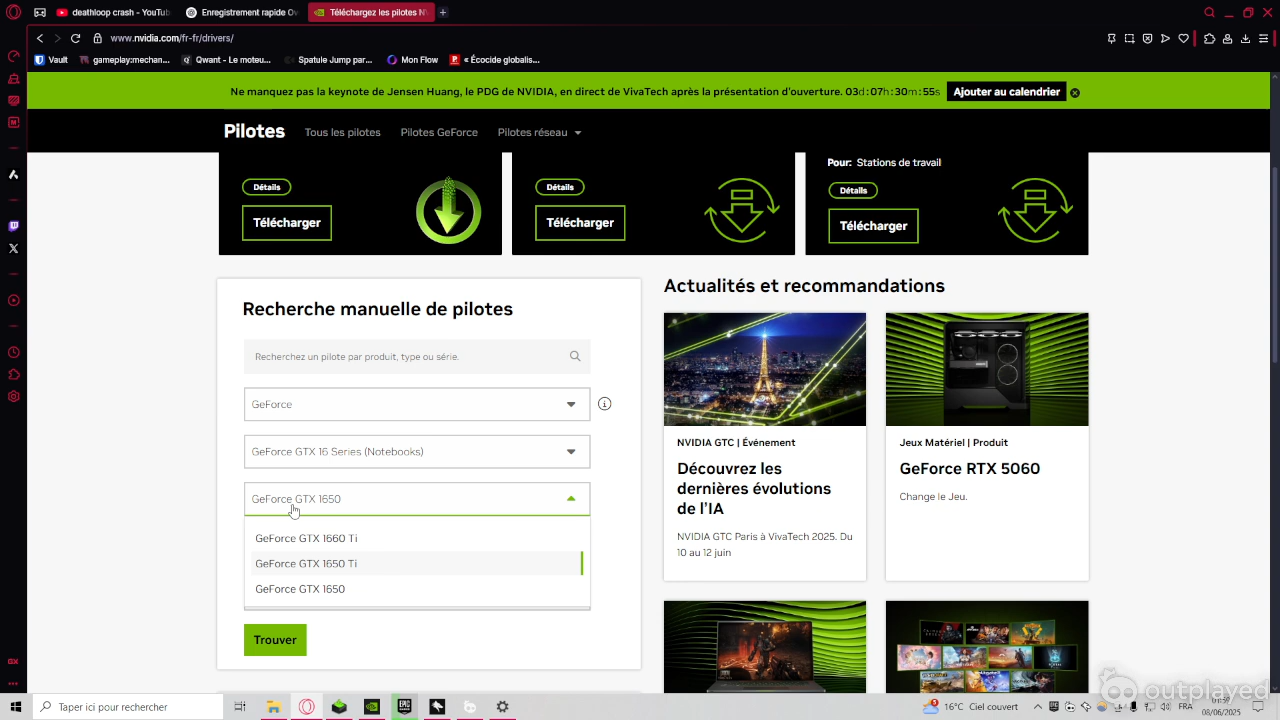 deathloop crash - YouTub
Enregistrement rapide O
Téléchargez les pilotes N
www.nvidia.com/fr-fr/drivers/
Vault
gameplay:mechan...
Qwant - Le moteu...
Spatule Jump par...
Mon Flow
« Écocide globalis...
Ne manquez pas la keynote de Jensen Huang, le PDG de NVIDIA, en direct de VivaTech après la présentation d'ouverture. 03d:07h:30m:55s
Ajouter au calendrier
Pilotes
Tous les pilotes
Pilotes GeForce
Pilotes réseau
Pour: Stations de travail
Détails
Détails
Détails
Télécharger
Télécharger
Télécharger
Recherche manuelle de pilotes
Recherchez un pilote par produit, type ou série.
GeForce
GeForce GTX 16 Series (Notebooks)
GeForce GTX 1650
GeForce GTX 1660 Ti
GeForce GTX 1650 Ti
GeForce GTX 1650
Trouver
Actualités et recommandations
NVIDIA GTC | Événement
Découvrez les
dernières évolutions
de l'IA
NVIDIA GTC Paris à VivaTech 2025. Du
10 au 12 juin
Jeux Matériel | Produit
GeForce RTX 5060
Change le Jeu.
outplayed
Taper ici pour rechercher
16°C Ciel couvert
FRA
08/06/2025